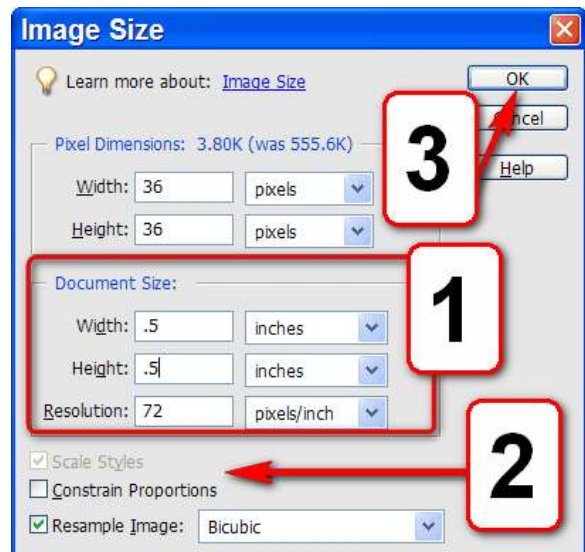 Image Size
Learn more about: Image Size
OK
Cancel
Help
Pixel Dimensions: 3.80K (was 555.6K)
Width: 36 pixels
Height: 36 pixels
3
Document Size:
Width: .5 inches
Height: .5 inches
Resolution: 72 pixels/inch
1
Scale Styles
Constrain Proportions
Resample Image: Bicubic
2